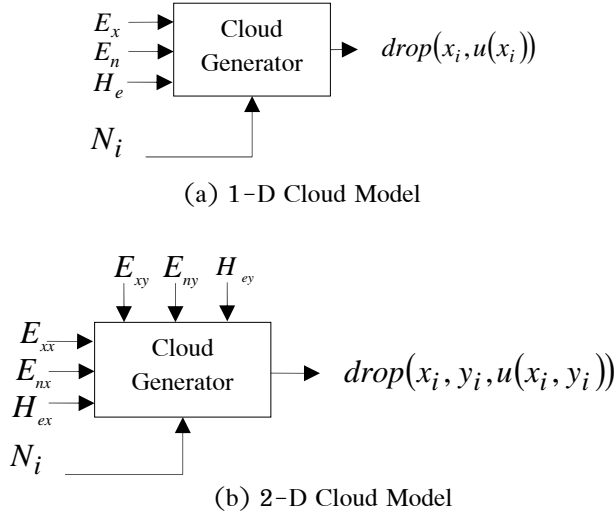 E_x
E_n
H_e
Cloud
Generator
drop(x_i, u(x_i))
N_i
(a) 1-D Cloud Model
E_xy E_ny H_ey
E_xx
E_nx
H_ex
Cloud
Generator
drop(x_i, y_i, u(x_i, y_i))
N_i
(b) 2-D Cloud Model